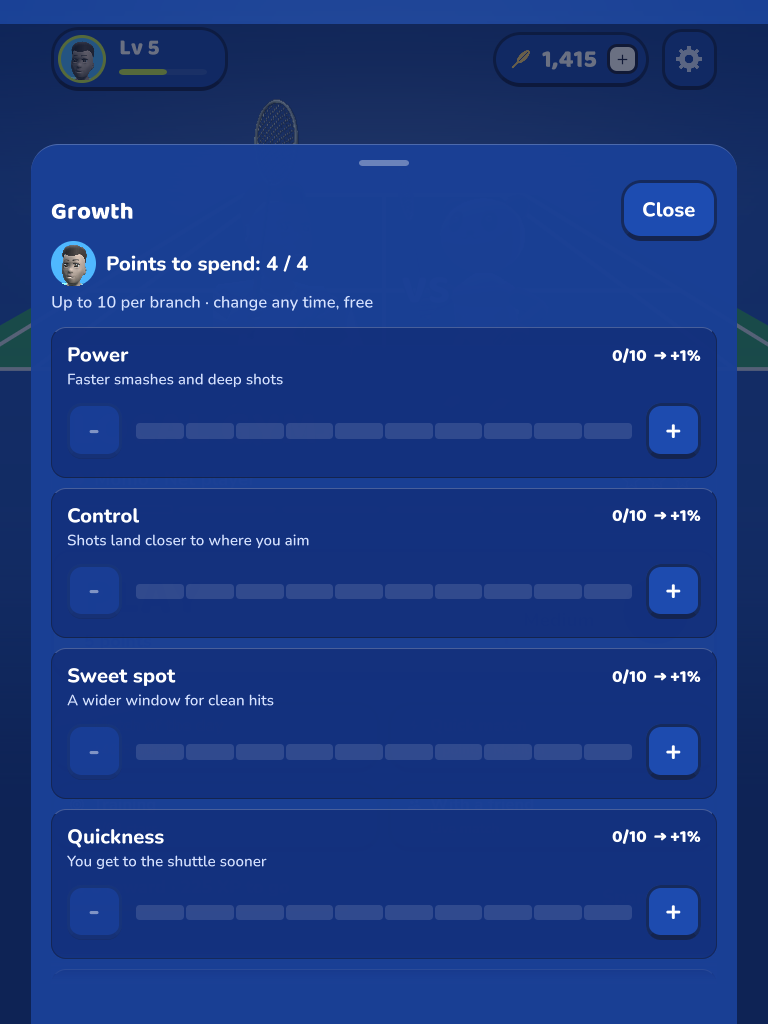 Lv 5
1,415
+
Growth
Close
Points to spend: 4 / 4
Up to 10 per branch · change any time, free
Power
0/10 → +1%
Faster smashes and deep shots
-
+
Control
0/10 → +1%
Shots land closer to where you aim
-
+
Sweet spot
0/10 → +1%
A wider window for clean hits
-
+
Quickness
0/10 → +1%
You get to the shuttle sooner
-
+